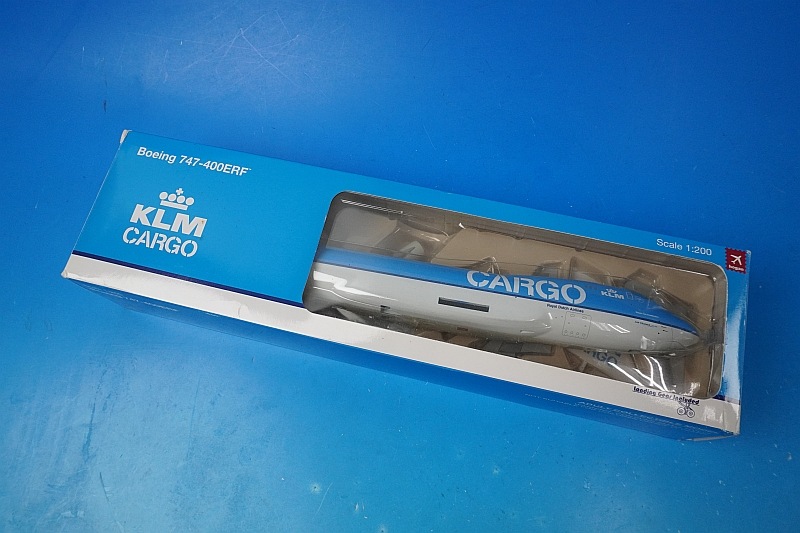 Boeing 747-400ERF
KLM
CARGO
Scale 1:200
CARGO
KLM
Royal Dutch Airlines
landing Gear Included